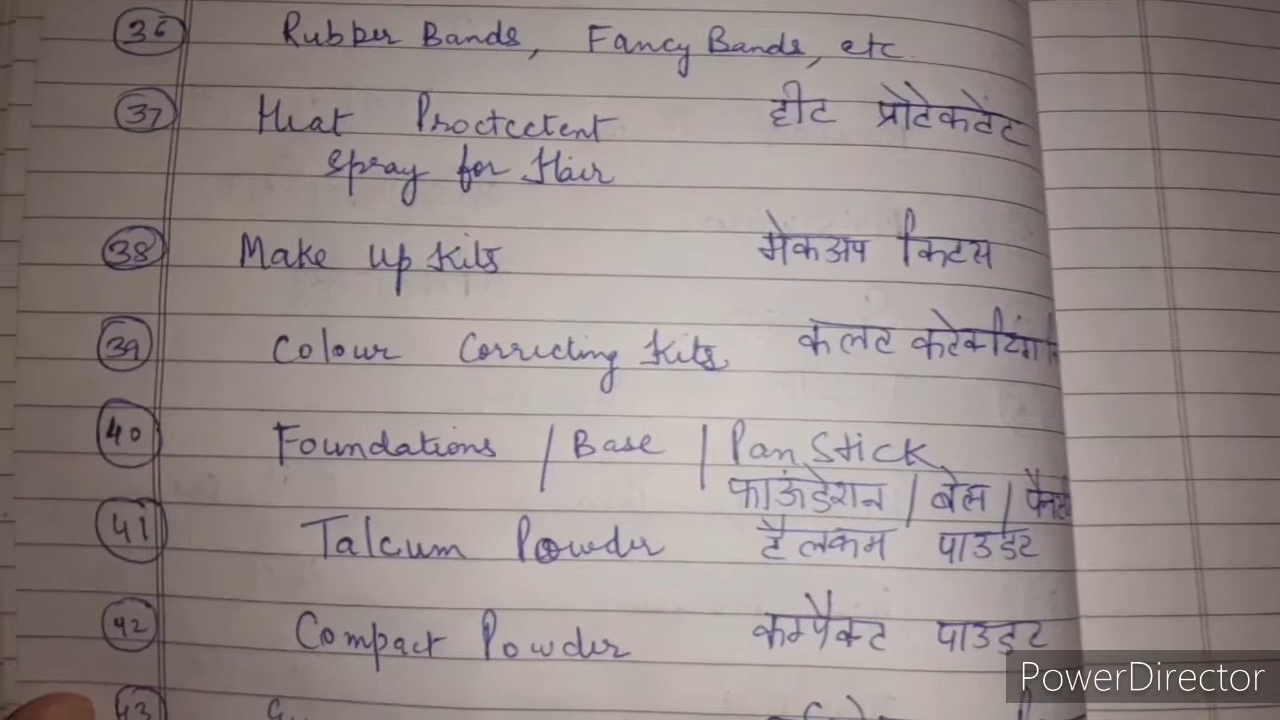 36 Rubber Bands, Fancy Bands, etc.
37 Heat Proctectent हीट प्रोटेकटेंट
spray for Hair
38 Make up kits मेकअप किटस
39 Colour Correcting kits कलर करेकटिंग
40 Foundations / Base / Pan Stick
फाऊंडेशन / बेस /
41 Talcum Powder टैलकम पाउडर
42 Compact Powder कम्पैक्ट पाउडर
43
PowerDirector